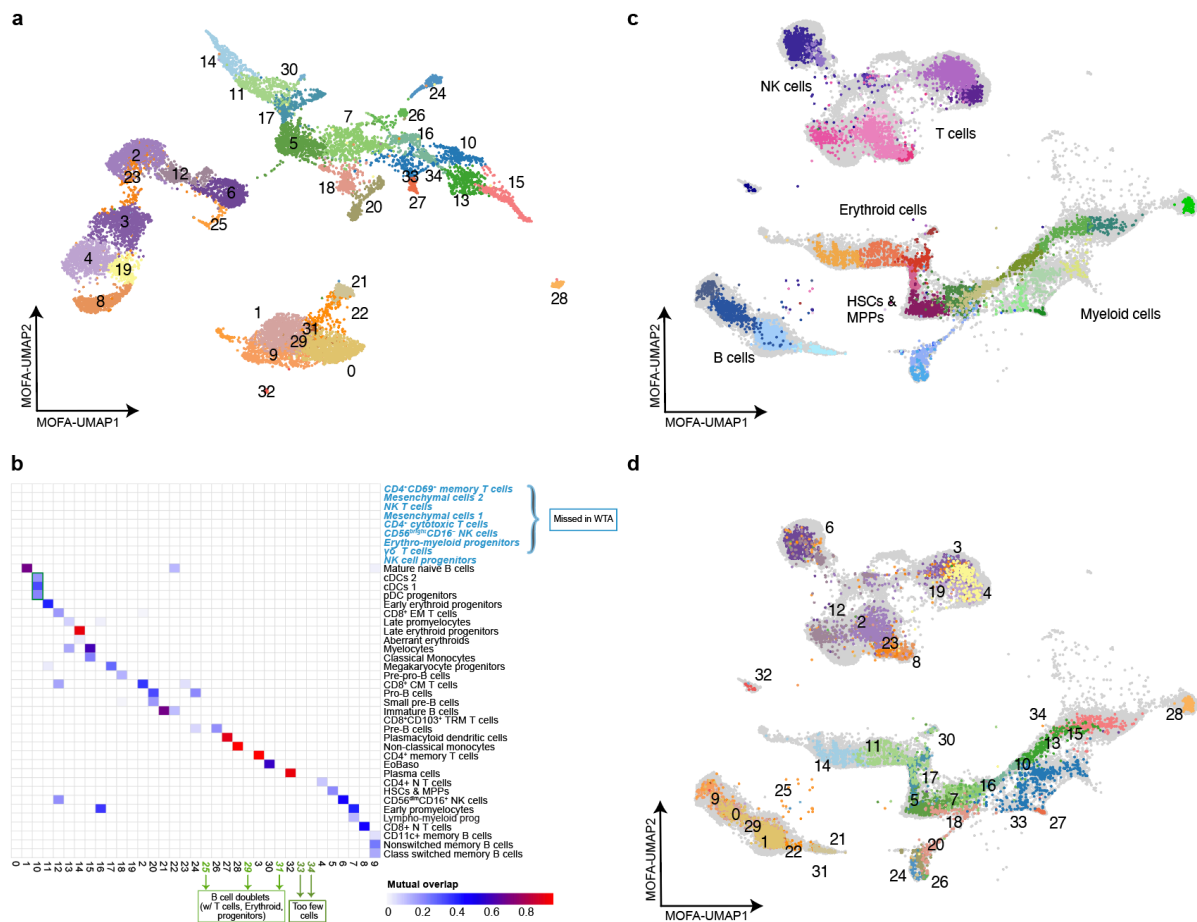 a
14
30
11
17
24
7
26
16
5
10
2
12
23
6
18
33
34
15
25
20
27
13
3
4
19
8
21
1
22
28
31
29
9
0
32
MOFA-UMAP2
MOFA-UMAP1
b
CD4⁺CD69⁺ memory T cells
Mesenchymal cells 2
NK T cells
Mesenchymal cells 1
CD4⁺ cytotoxic T cells
CD56ᵇʳⁱᵍʰᵗCD16⁻ NK cells
Erythro-myeloid progenitors
γδ T cells
NK cell progenitors
Missed in WTA
Mature naive B cells
cDCs 2
cDCs 1
pDC progenitors
Early erythroid progenitors
CD8⁺ EM T cells
Late promyelocytes
Late erythroid progenitors
Aberrant erythroids
Myelocytes
Classical Monocytes
Megakaryocyte progenitors
Pre-pro-B cells
CD8⁺ CM T cells
Pro-B cells
Small pre-B cells
Immature B cells
CD8⁺CD103⁺ TRM T cells
Pre-B cells
Plasmacytoid dendritic cells
Non-classical monocytes
CD4⁺ memory T cells
EoBaso
Plasma cells
CD4+ N T cells
HSCs & MPPs
CD56ᵈⁱᵐCD16⁺ NK cells
Early promyelocytes
Lympho-myeloid prog
CD8+ N T cells
CD11c+ memory B cells
Nonswitched memory B cells
Class switched memory B cells
0 1 10 11 12 13 14 15 16 17 18 19 2 20 21 22 23 24 25 26 27 28 29 3 30 31 32 33 34 4 5 6 7 8 9
B cell doublets
(w/ T cells, Erythroid,
progenitors)
Too few
cells
Mutual overlap
0 0.2 0.4 0.6 0.8
c
NK cells
T cells
Erythroid cells
HSCs &
MPPs
Myeloid cells
B cells
MOFA-UMAP2
MOFA-UMAP1
d
6
3
19
4
12
2
23
8
32
34
28
30
15
13
11
14
10
17
25
16
9
5
7
0
29
18
33
27
1
21
22
20
31
24
26
MOFA-UMAP2
MOFA-UMAP1